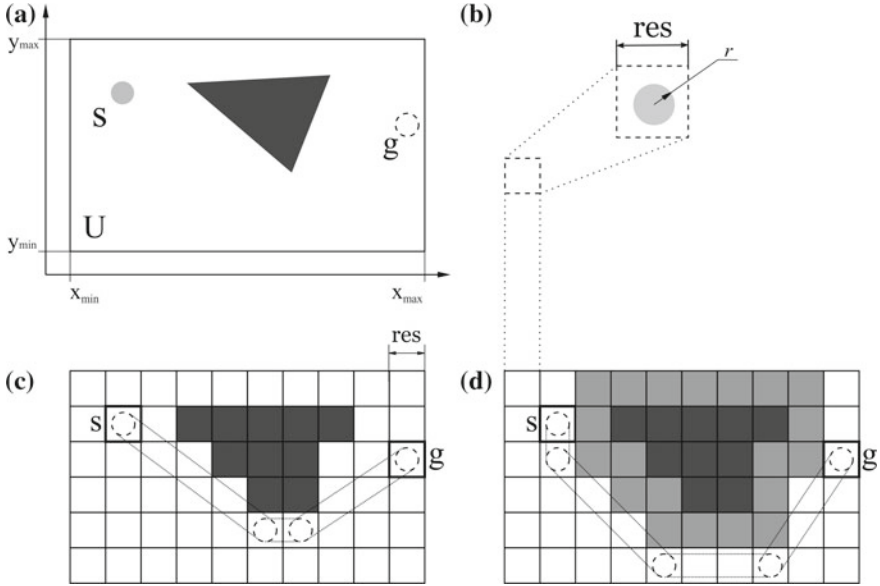 (a)
y_max
s
g
U
y_min
x_min
x_max
(b)
res
r
res
(c)
s
g
(d)
s
g